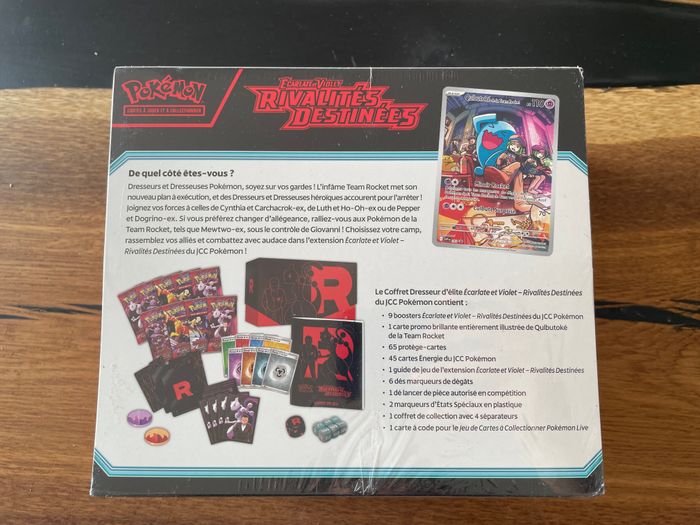 POKÉMON
CARTES À JOUER ET À COLLECTIONNER
ÉCARLATE ET VIOLET
RIVALITÉS
DESTINÉES
Qulbutoké
110
Miroir Rocket
70
De quel côté êtes-vous ?
Dresseurs et Dresseuses Pokémon, soyez sur vos gardes ! L'infâme Team Rocket met son
nouveau plan à exécution, et des Dresseurs et Dresseuses héroïques accourent pour l'arrêter !
Joignez vos forces à celles de Cynthia et Carchacrok-ex, de Luth et Ho-Oh-ex ou de Pepper
et Dogrino-ex. Si vous préférez changer d'allégeance, ralliez-vous aux Pokémon de la
Team Rocket, tels que Mewtwo-ex, sous le contrôle de Giovanni ! Choisissez votre camp,
rassemblez vos alliés et combattez avec audace dans l'extension Écarlate et Violet –
Rivalités Destinées du JCC Pokémon !
Le Coffret Dresseur d'élite Écarlate et Violet – Rivalités Destinées
du JCC Pokémon contient :
• 9 boosters Écarlate et Violet – Rivalités Destinées du JCC Pokémon
• 1 carte promo brillante entièrement illustrée de Qulbutoké
de la Team Rocket
• 65 protège-cartes
• 45 cartes Énergie du JCC Pokémon
• 1 guide de jeu de l'extension Écarlate et Violet – Rivalités Destinées
• 6 dés marqueurs de dégâts
• 1 dé de lancer de pièce autorisé en compétition
• 2 marqueurs d'États Spéciaux en plastique
• 1 coffret de collection avec 4 séparateurs
• 1 carte à code pour le Jeu de Cartes à Collectionner Pokémon Live